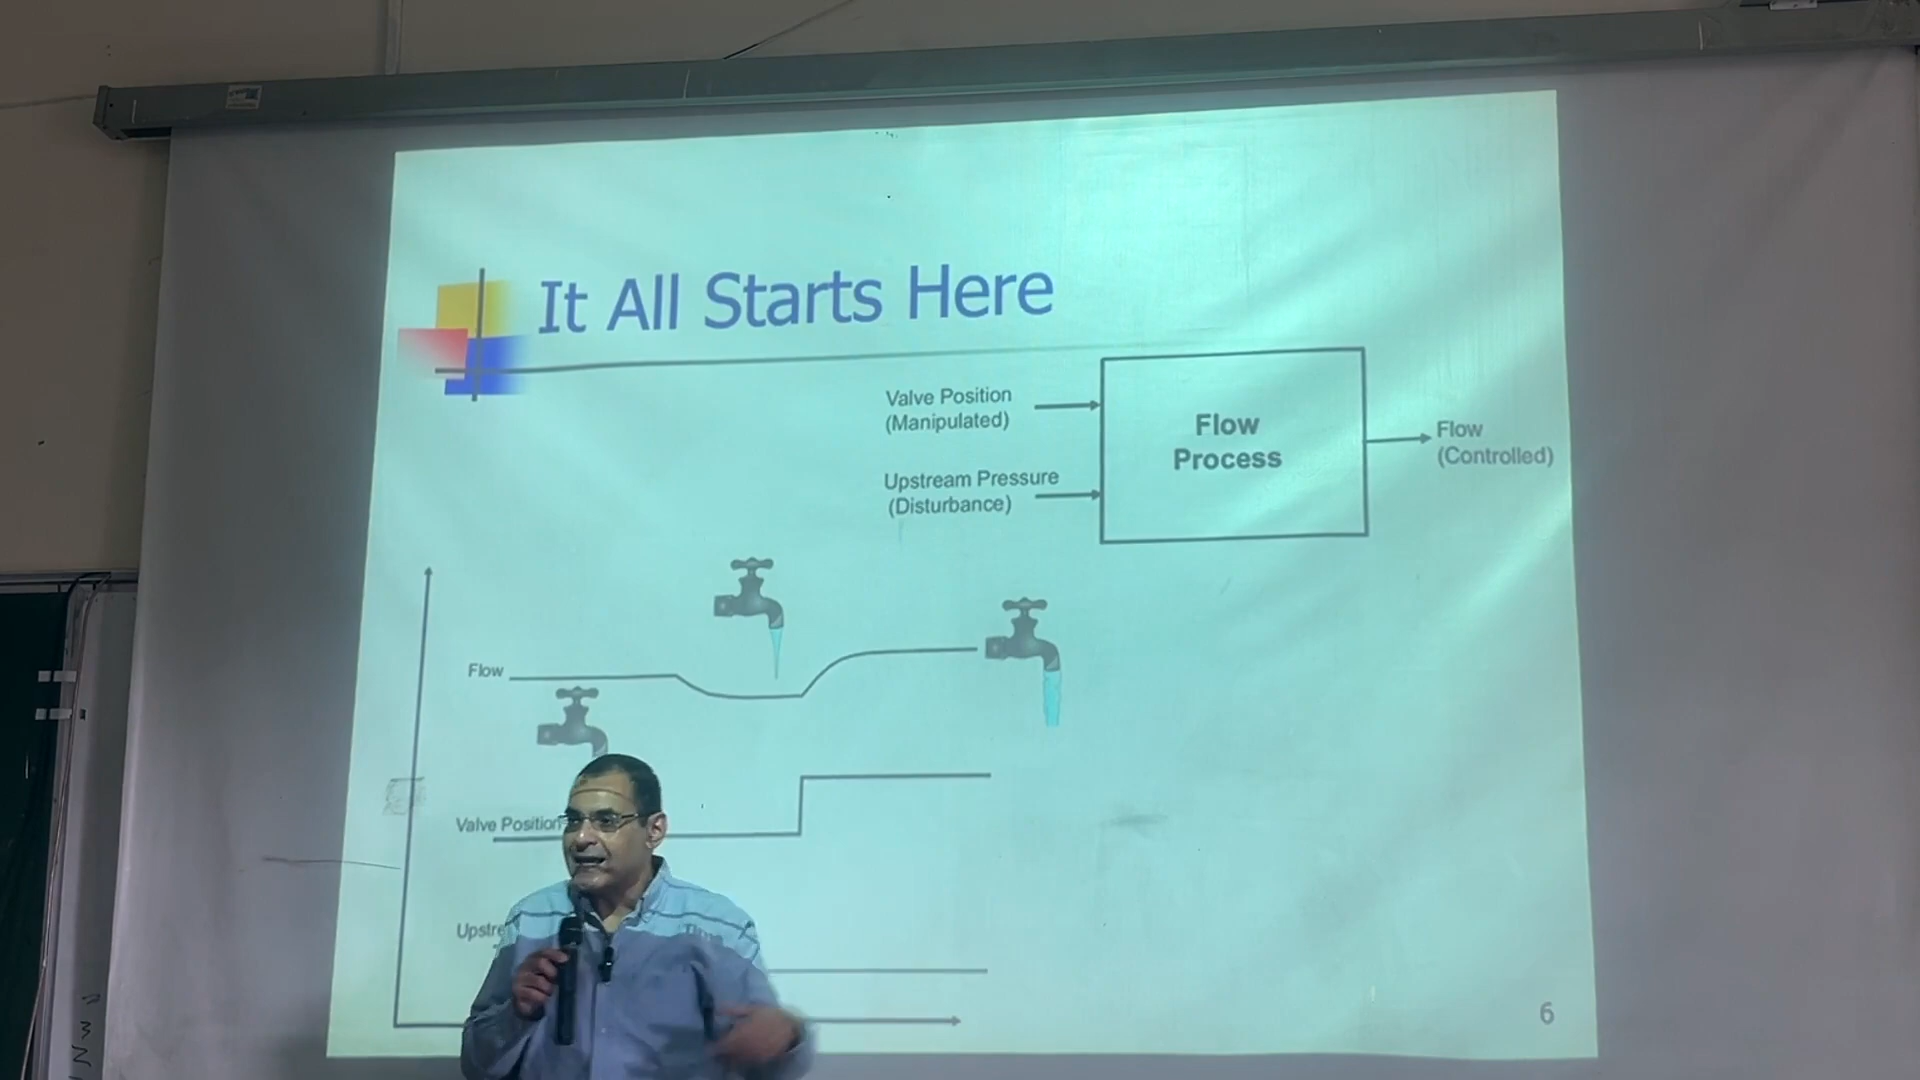 It All Starts Here
Valve Position
(Manipulated)
Upstream Pressure
(Disturbance)
Flow
Process
Flow
(Controlled)
Flow
Valve Position
6